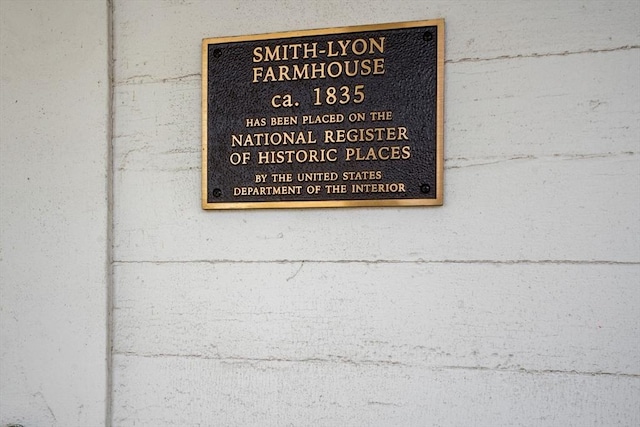 SMITH-LYON
FARMHOUSE
ca. 1835
HAS BEEN PLACED ON THE
NATIONAL REGISTER
OF HISTORIC PLACES
BY THE UNITED STATES
DEPARTMENT OF THE INTERIOR